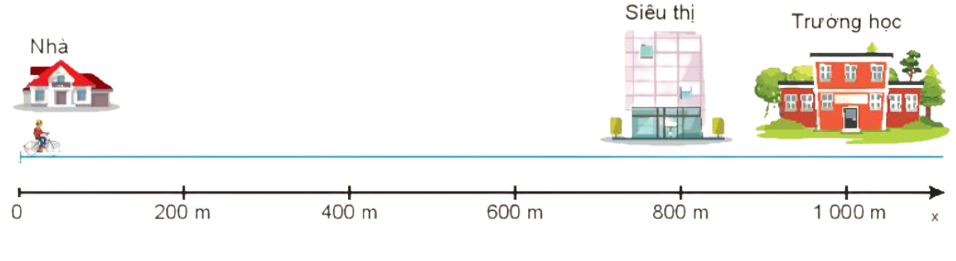 Siêu thị
Trường học
Nhà
0 200 m 400 m 600 m 800 m 1 000 m x